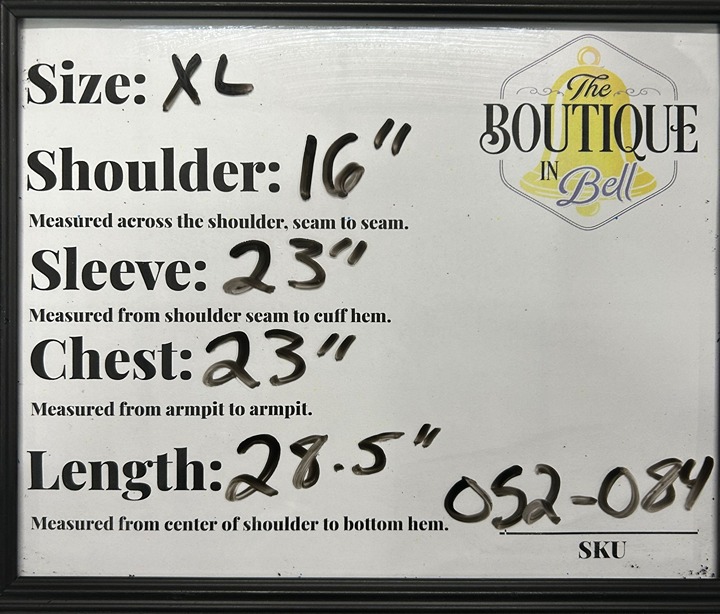 The
BOUTIQUE
IN
Bell
Size: XL
Shoulder: 16"
Measured across the shoulder, seam to seam.
Sleeve: 23"
Measured from shoulder seam to cuff hem.
Chest: 23"
Measured from armpit to armpit.
Length: 28.5"
Measured from center of shoulder to bottom hem.
052-084
SKU